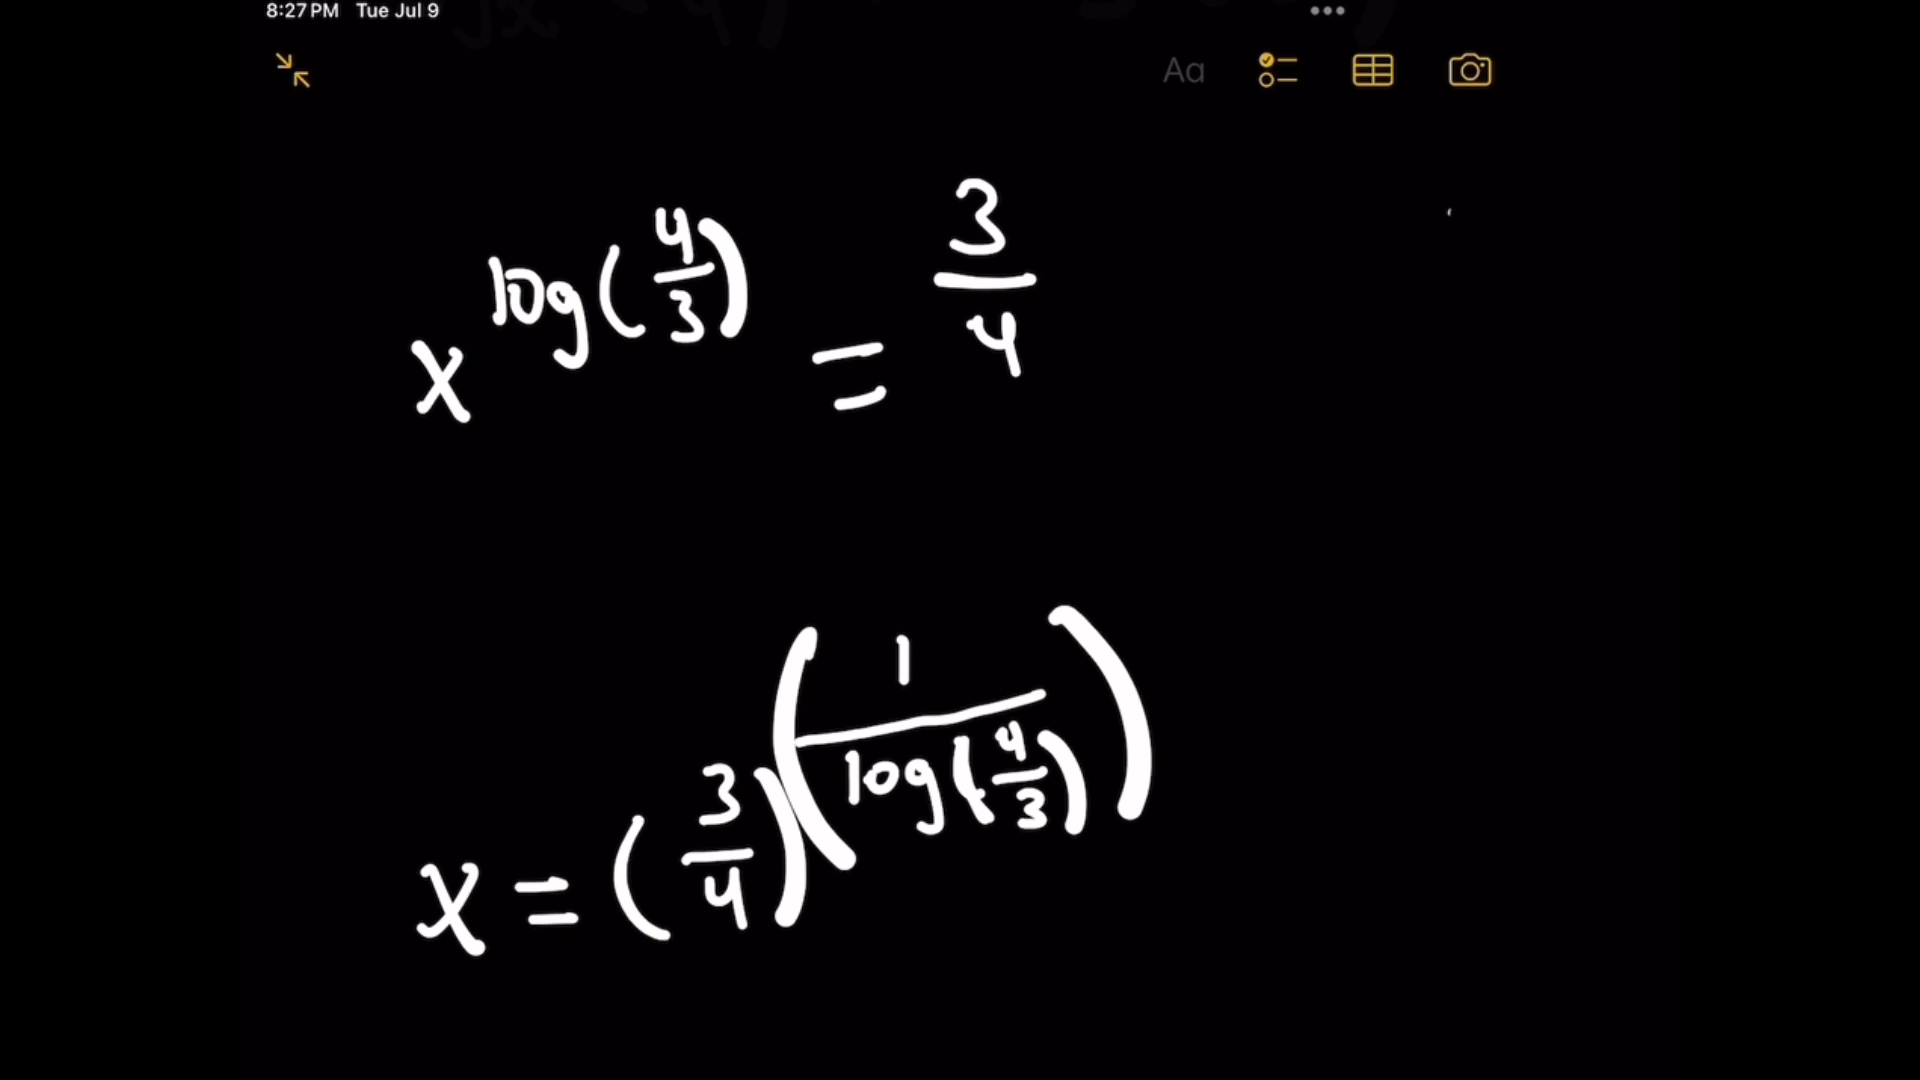 8:27 PM Tue Jul 9
Aa
x^log(4/3) = 3/4
x = (3/4)^(1/log(4/3))